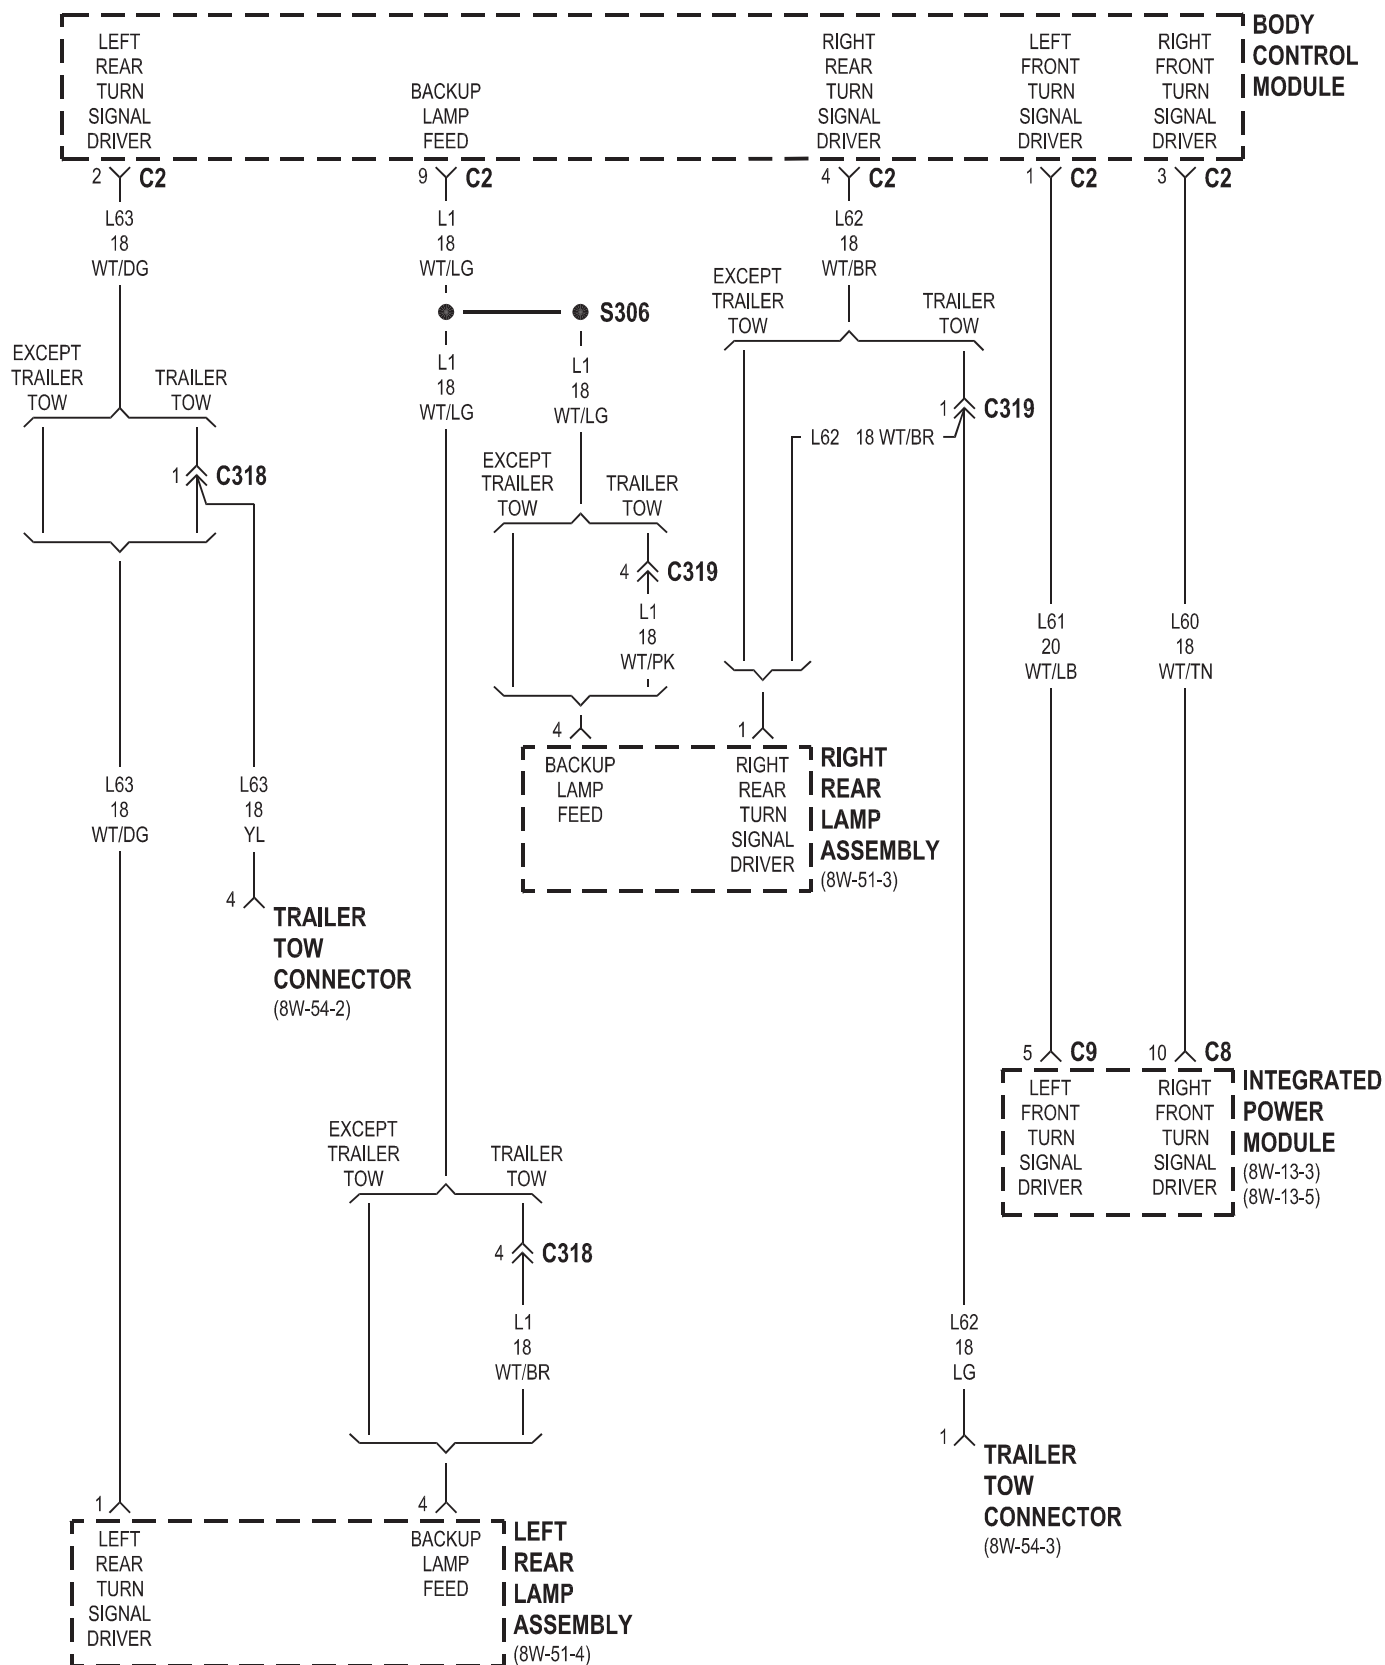 LEFT
REAR
TURN
SIGNAL
DRIVER
BACKUP
LAMP
FEED
RIGHT
REAR
TURN
SIGNAL
DRIVER
LEFT
FRONT
TURN
SIGNAL
DRIVER
RIGHT
FRONT
TURN
SIGNAL
DRIVER
BODY
CONTROL
MODULE
2 C2
9 C2
4 C2
1 C2
3 C2
L63
18
WT/DG
L1
18
WT/LG
L62
18
WT/BR
S306
EXCEPT
TRAILER
TOW
TRAILER
TOW
1 C318
L1
18
WT/LG
L1
18
WT/LG
EXCEPT
TRAILER
TOW
TRAILER
TOW
1 C319
L62 18 WT/BR
EXCEPT
TRAILER
TOW
TRAILER
TOW
4 C319
L1
18
WT/PK
L61
20
WT/LB
L60
18
WT/TN
4
1
BACKUP
LAMP
FEED
RIGHT
REAR
TURN
SIGNAL
DRIVER
RIGHT
REAR
LAMP
ASSEMBLY
(8W-51-3)
L63
18
WT/DG
L63
18
YL
4
TRAILER
TOW
CONNECTOR
(8W-54-2)
5 C9
10 C8
LEFT
FRONT
TURN
SIGNAL
DRIVER
RIGHT
FRONT
TURN
SIGNAL
DRIVER
INTEGRATED
POWER
MODULE
(8W-13-3)
(8W-13-5)
EXCEPT
TRAILER
TOW
TRAILER
TOW
4 C318
L1
18
WT/BR
L62
18
LG
1
TRAILER
TOW
CONNECTOR
(8W-54-3)
1
4
LEFT
REAR
TURN
SIGNAL
DRIVER
BACKUP
LAMP
FEED
LEFT
REAR
LAMP
ASSEMBLY
(8W-51-4)